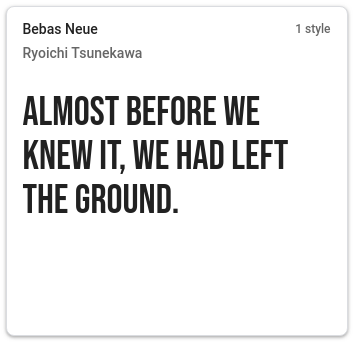 Bebas Neue
1 style
Ryoichi Tsunekawa
ALMOST BEFORE WE
KNEW IT, WE HAD LEFT
THE GROUND.